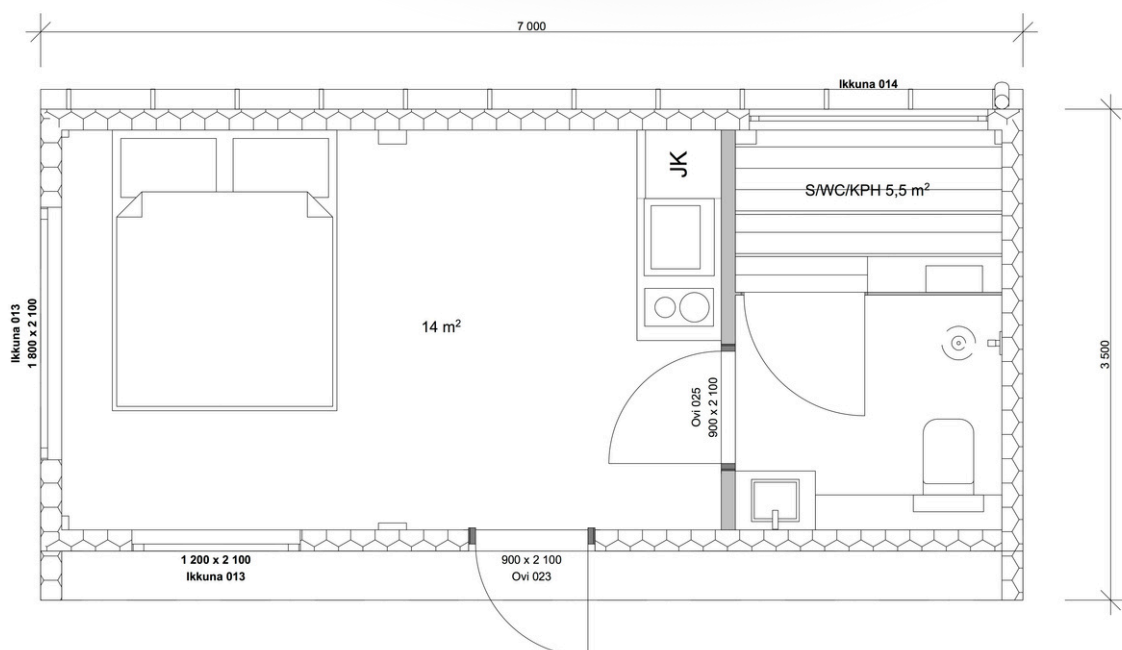 7 000
Ikkuna 014
JK
S/WC/KPH 5,5 m²
Ikkuna 013
1 800 x 2 100
14 m²
Ovi 025
900 x 2 100
3 500
1 200 x 2 100
Ikkuna 013
900 x 2 100
Ovi 023